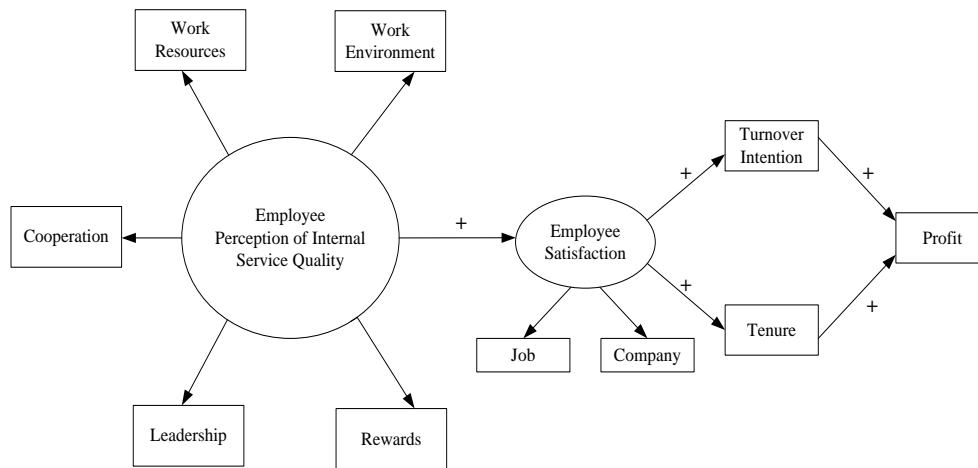 Work
Resources
Work
Environment
Turnover
Intention
+
+
Cooperation
Employee
Perception of Internal
Service Quality
+
Employee
Satisfaction
Profit
+
+
Job
Company
Tenure
Leadership
Rewards